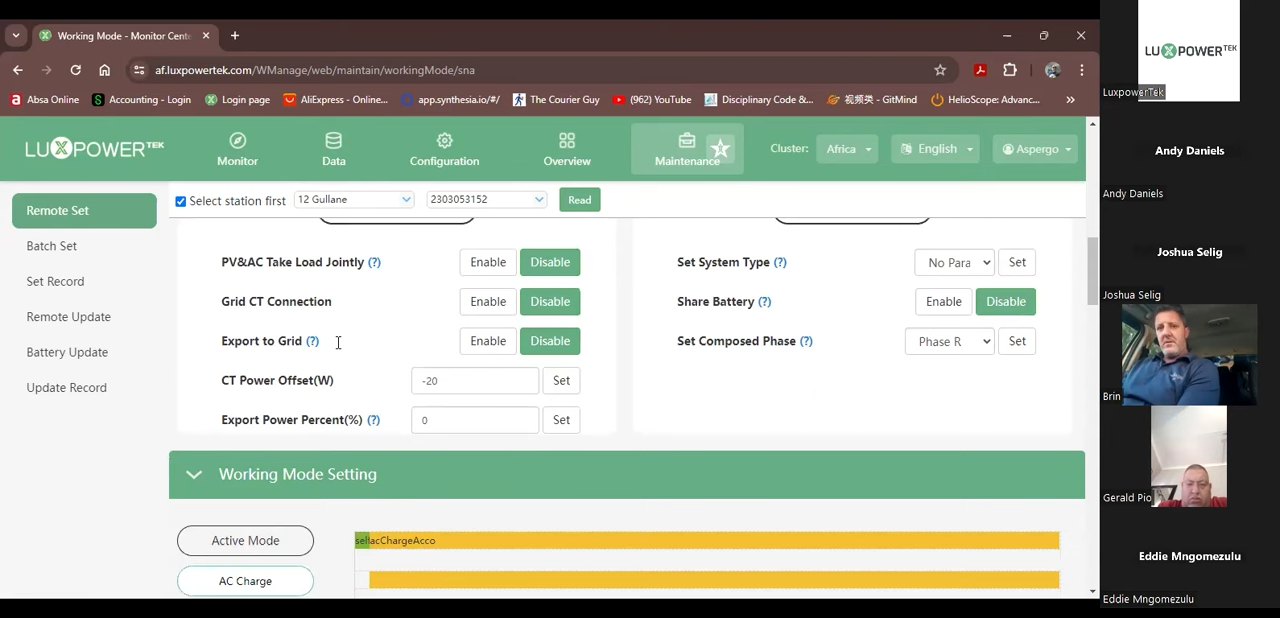 Working Mode - Monitor Cente
af.luxpowertek.com/WManage/web/maintain/workingMode/sna
Absa Online
Accounting - Login
Login page
AliExpress - Online...
app.synthesia.io/#/
The Courier Guy
(962) YouTube
Disciplinary Code &...
视频类 - GitMind
HelioScope: Advanc...
LUXPOWERTEK
Monitor
Data
Configuration
Overview
Maintenance
Cluster:
Africa
English
Aspergo
Remote Set
Batch Set
Set Record
Remote Update
Battery Update
Update Record
Select station first
12 Gullane
2303053152
Read
PV&AC Take Load Jointly (?)
Enable
Disable
Grid CT Connection
Enable
Disable
Export to Grid (?)
Enable
Disable
CT Power Offset(W)
-20
Set
Export Power Percent(%) (?)
0
Set
Set System Type (?)
No Para
Set
Share Battery (?)
Enable
Disable
Set Composed Phase (?)
Phase R
Set
Working Mode Setting
Active Mode
AC Charge
self
acChargeAcco
LUXPOWERTEK
LuxpowerTek
Andy Daniels
Andy Daniels
Joshua Selig
Joshua Selig
Brin
Gerald Pio
Eddie Mngomezulu
Eddie Mngomezulu